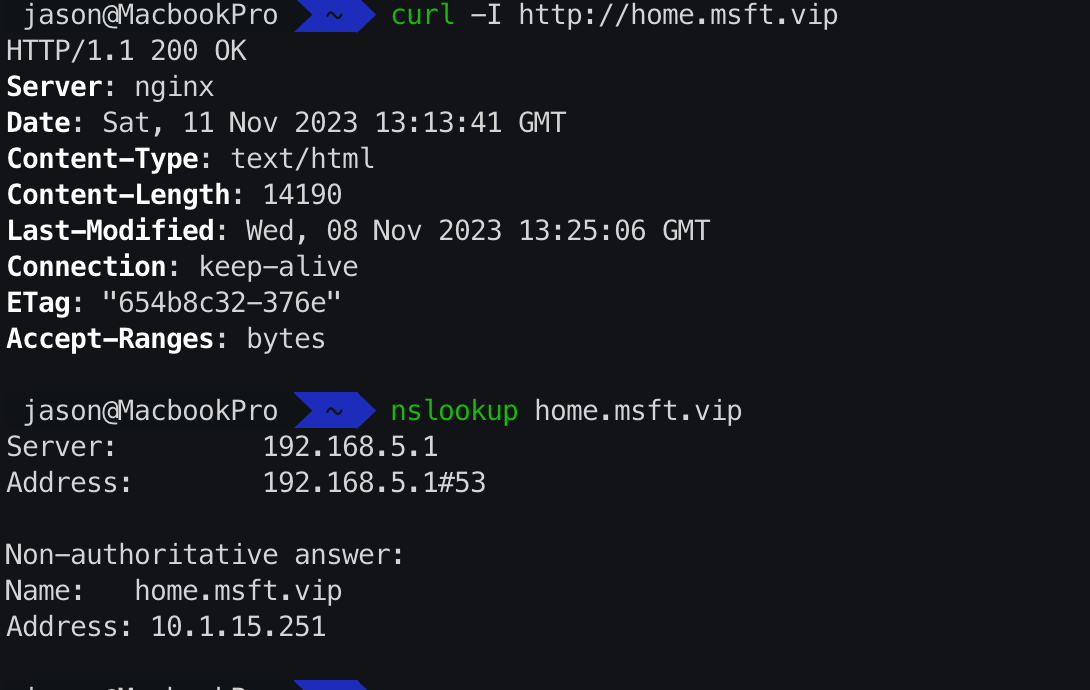 jason@MacbookPro ~ curl -I http://home.msft.vip
HTTP/1.1 200 OK
Server: nginx
Date: Sat, 11 Nov 2023 13:13:41 GMT
Content-Type: text/html
Content-Length: 14190
Last-Modified: Wed, 08 Nov 2023 13:25:06 GMT
Connection: keep-alive
ETag: "654b8c32-376e"
Accept-Ranges: bytes
jason@MacbookPro ~ nslookup home.msft.vip
Server: 192.168.5.1
Address: 192.168.5.1#53
Non-authoritative answer:
Name: home.msft.vip
Address: 10.1.15.251